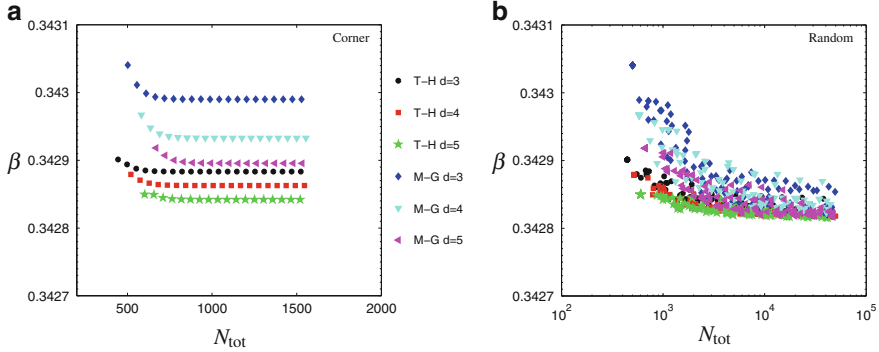 a
Corner
0.3431
0.343
0.3429
0.3428
0.3427
β
500
1000
1500
2000
N_tot
T−H d=3
T−H d=4
T−H d=5
M−G d=3
M−G d=4
M−G d=5
b
Random
0.3431
0.343
0.3429
0.3428
0.3427
β
10^2
10^3
10^4
10^5
N_tot